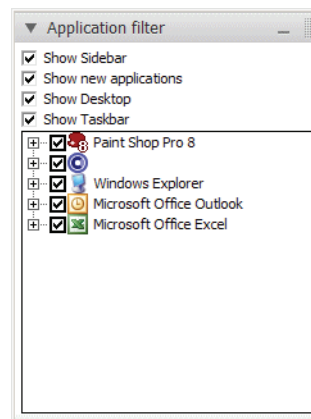 Application filter
Show Sidebar
Show new applications
Show Desktop
Show Taskbar
Paint Shop Pro 8
Windows Explorer
Microsoft Office Outlook
Microsoft Office Excel